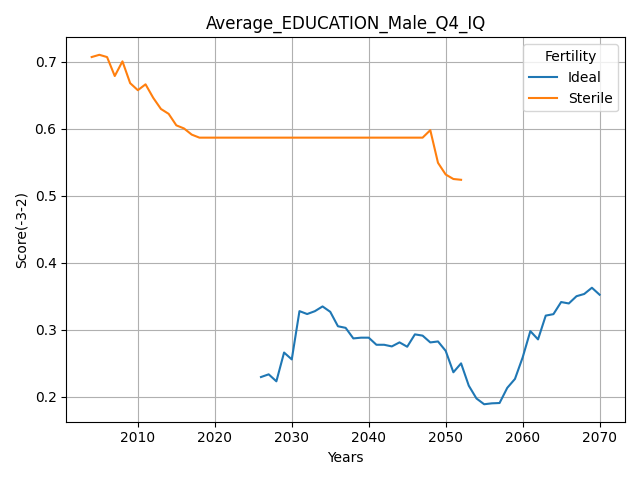 Average_EDUCATION_Male_Q4_IQ
Score(-3-2)
0.7
0.6
0.5
0.4
0.3
0.2
Fertility
Ideal
Sterile
2010 2020 2030 2040 2050 2060 2070
Years